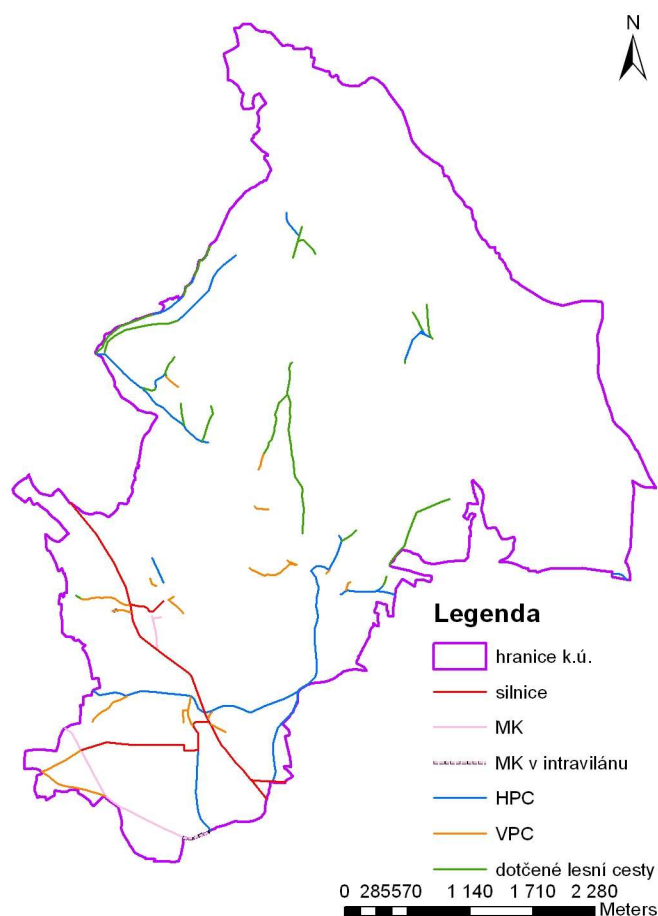 N
Legenda
hranice k.ú.
silnice
MK
MK v intravilánu
HPC
VPC
dotčené lesní cesty
0 285570 1 140 1 710 2 280
Meters